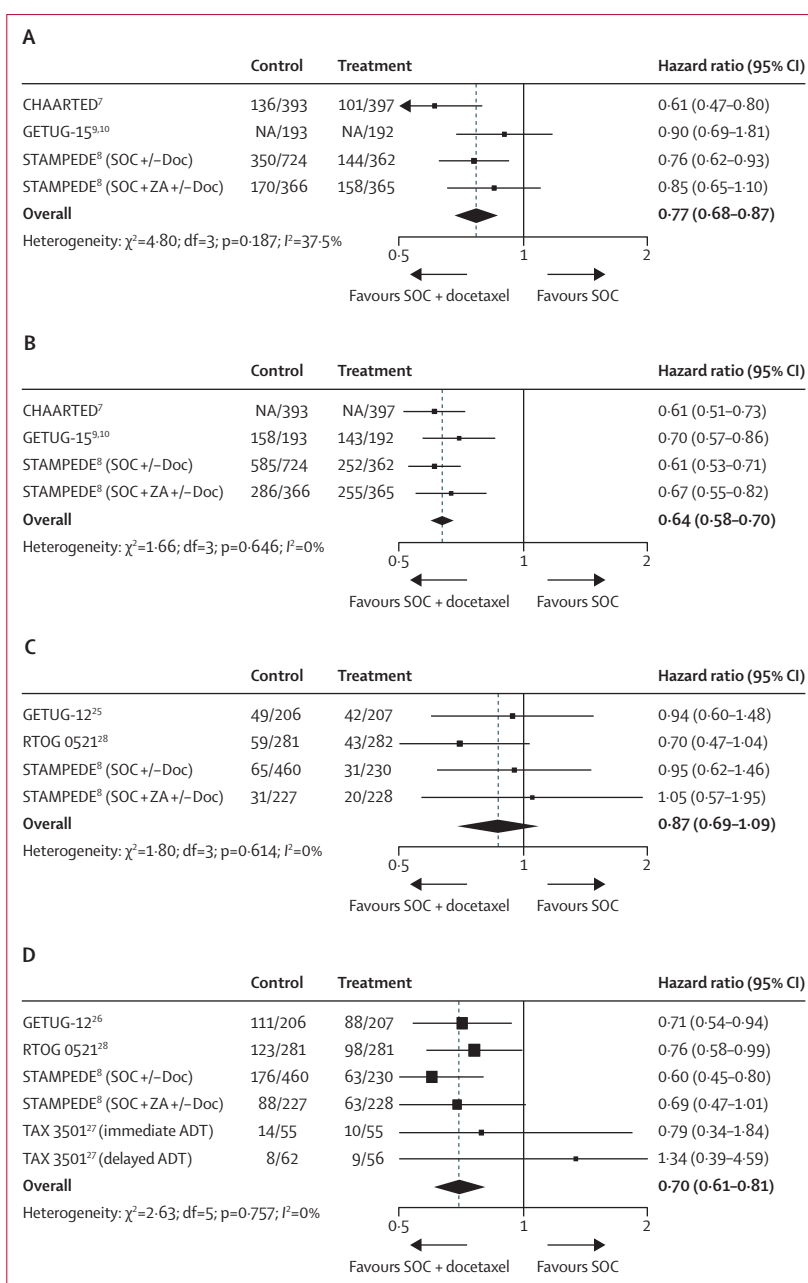 A
Control Treatment Hazard ratio (95% CI)
CHAARTED⁷ 136/393 101/397 0·61 (0·47–0·80)
GETUG-15⁹,¹⁰ NA/193 NA/192 0·90 (0·69–1·81)
STAMPEDE⁸ (SOC +/–Doc) 350/724 144/362 0·76 (0·62–0·93)
STAMPEDE⁸ (SOC + ZA +/–Doc) 170/366 158/365 0·85 (0·65–1·10)
Overall 0·77 (0·68–0·87)
Heterogeneity: χ²=4·80; df=3; p=0·187; I²=37·5%
0·5 1 2
Favours SOC + docetaxel Favours SOC
B
Control Treatment Hazard ratio (95% CI)
CHAARTED⁷ NA/393 NA/397 0·61 (0·51–0·73)
GETUG-15⁹,¹⁰ 158/193 143/192 0·70 (0·57–0·86)
STAMPEDE⁸ (SOC +/–Doc) 585/724 252/362 0·61 (0·53–0·71)
STAMPEDE⁸ (SOC + ZA +/–Doc) 286/366 255/365 0·67 (0·55–0·82)
Overall 0·64 (0·58–0·70)
Heterogeneity: χ²=1·66; df=3; p=0·646; I²=0%
0·5 1 2
Favours SOC + docetaxel Favours SOC
C
Control Treatment Hazard ratio (95% CI)
GETUG-12²⁵ 49/206 42/207 0·94 (0·60–1·48)
RTOG 0521²⁸ 59/281 43/282 0·70 (0·47–1·04)
STAMPEDE⁸ (SOC +/–Doc) 65/460 31/230 0·95 (0·62–1·46)
STAMPEDE⁸ (SOC + ZA +/–Doc) 31/227 20/228 1·05 (0·57–1·95)
Overall 0·87 (0·69–1·09)
Heterogeneity: χ²=1·80; df=3; p=0·614; I²=0%
0·5 1 2
Favours SOC + docetaxel Favours SOC
D
Control Treatment Hazard ratio (95% CI)
GETUG-12²⁶ 111/206 88/207 0·71 (0·54–0·94)
RTOG 0521²⁸ 123/281 98/281 0·76 (0·58–0·99)
STAMPEDE⁸ (SOC +/–Doc) 176/460 63/230 0·60 (0·45–0·80)
STAMPEDE⁸ (SOC + ZA +/–Doc) 88/227 63/228 0·69 (0·47–1·01)
TAX 3501²⁷ (immediate ADT) 14/55 10/55 0·79 (0·34–1·84)
TAX 3501²⁷ (delayed ADT) 8/62 9/56 1·34 (0·39–4·59)
Overall 0·70 (0·61–0·81)
Heterogeneity: χ²=2·63; df=5; p=0·757; I²=0%
0·5 1 2
Favours SOC + docetaxel Favours SOC